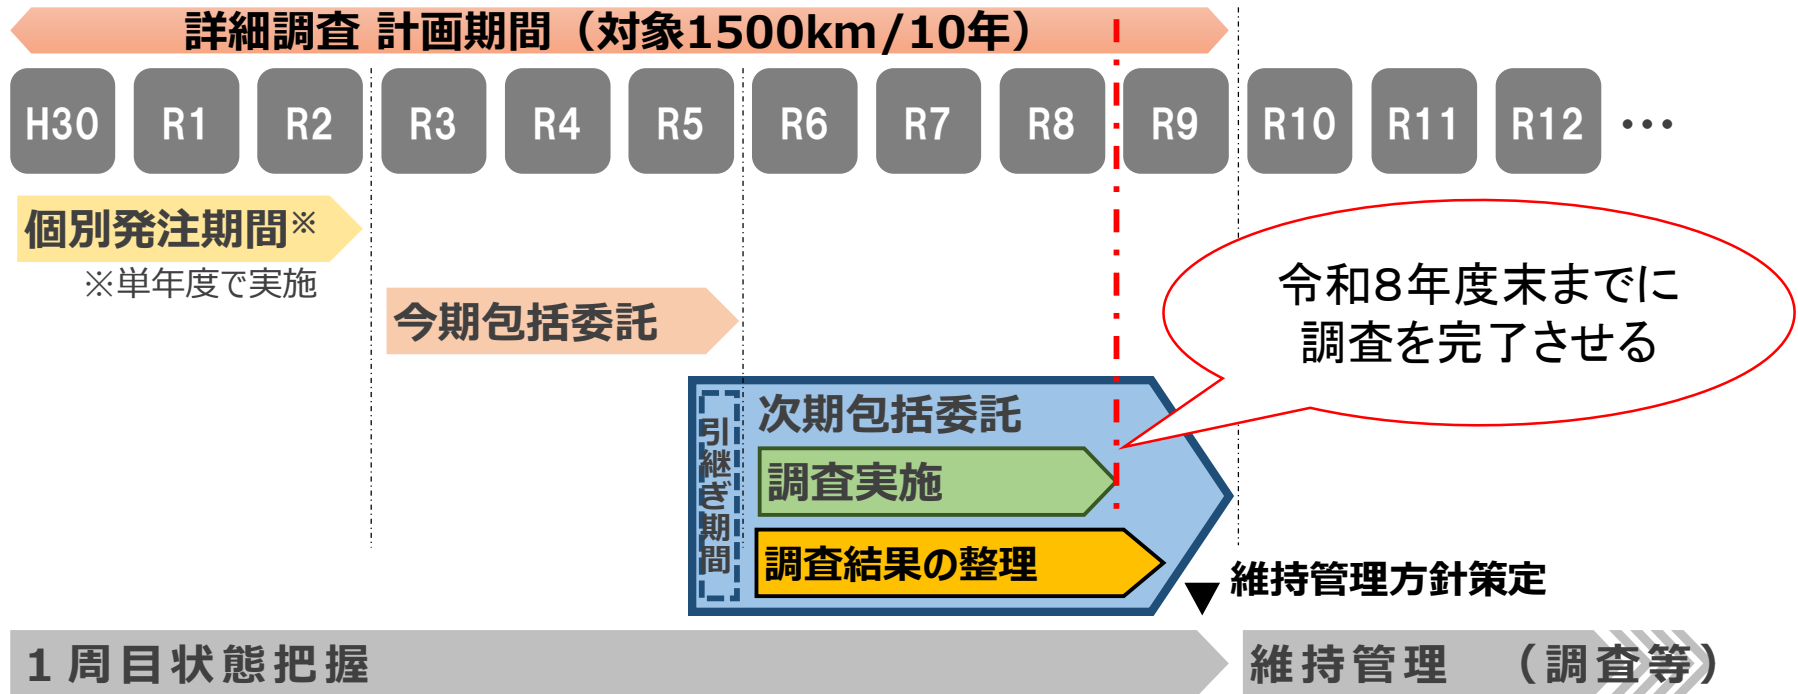 詳細調査 計画期間（対象1500km/10年）
H30 R1 R2 R3 R4 R5 R6 R7 R8 R9 R10 R11 R12 ・・・
個別発注期間※
※単年度で実施
今期包括委託
令和8年度末までに
調査を完了させる
引継ぎ期間
次期包括委託
調査実施
調査結果の整理
▼維持管理方針策定
1周目状態把握
維持管理 （調査等）